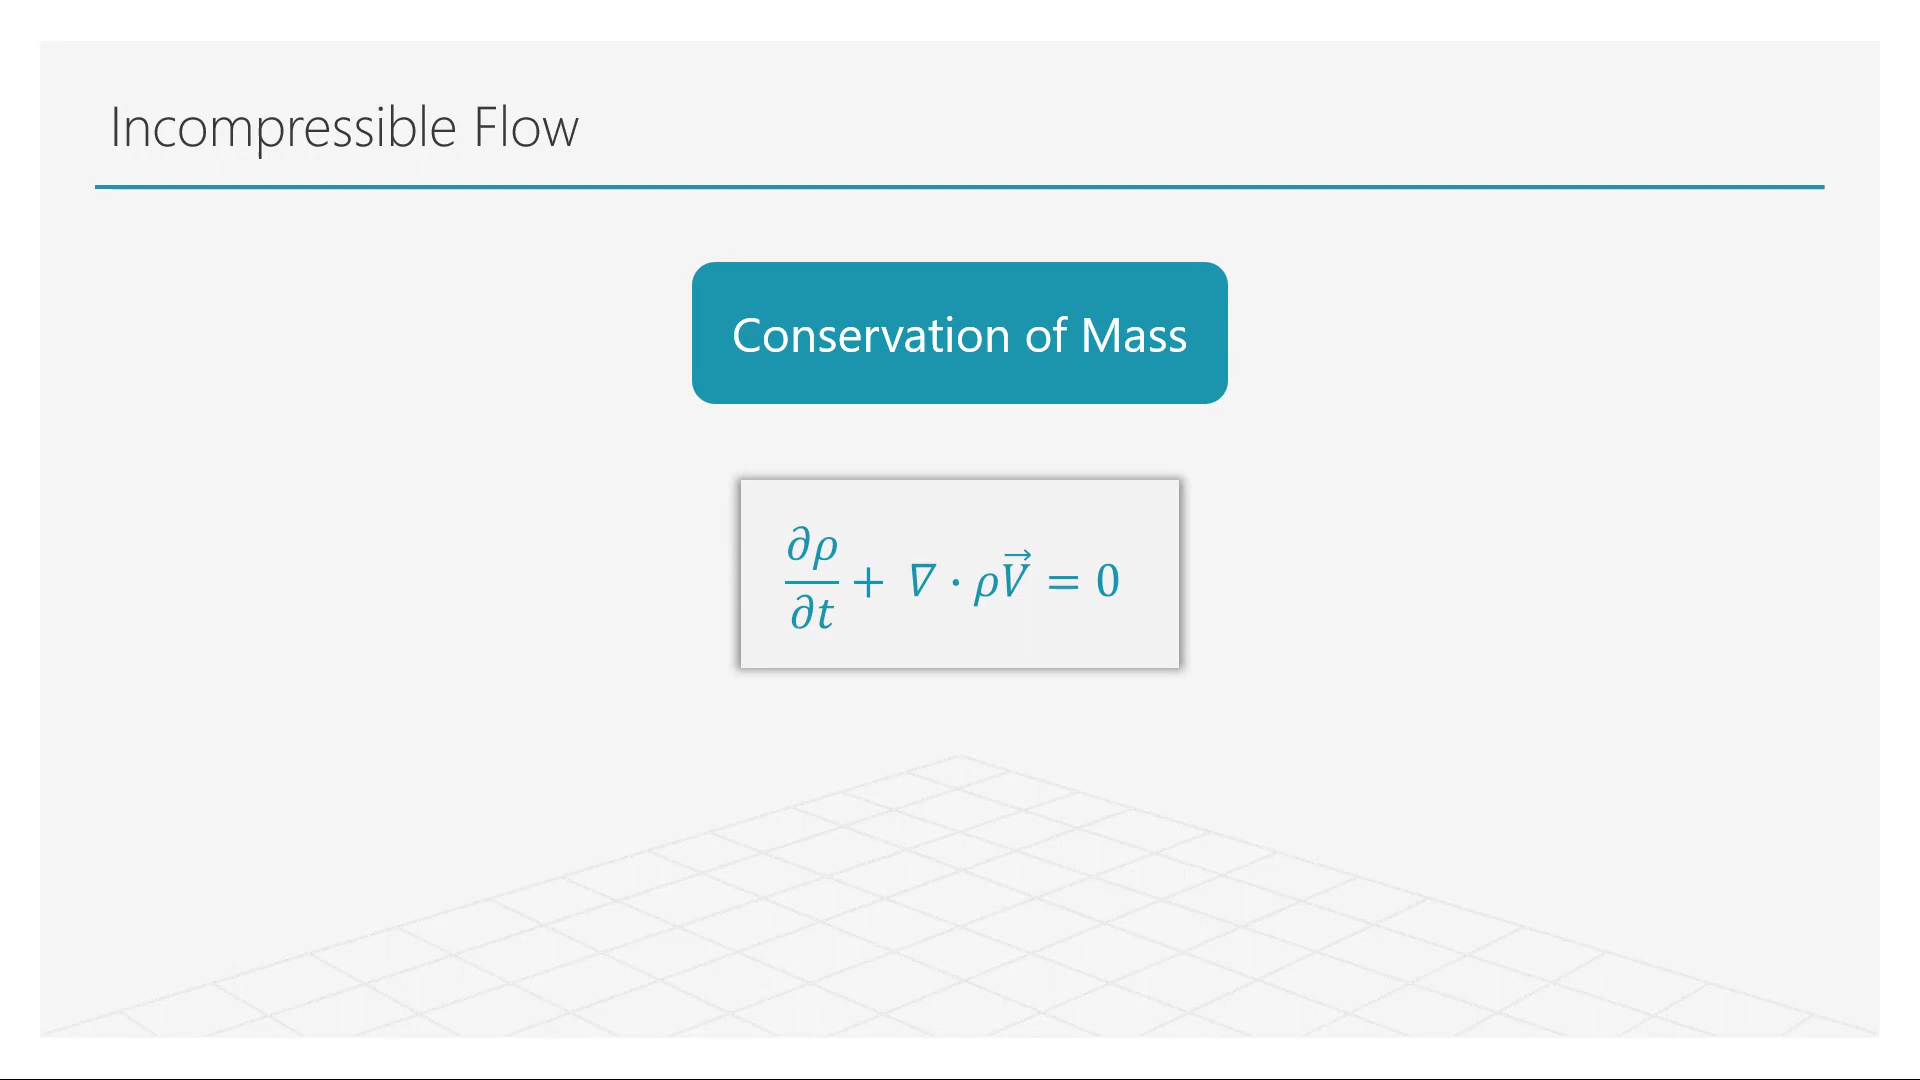 Incompressible Flow
Conservation of Mass
∂ρ/∂t + ∇ · ρV⃗ = 0